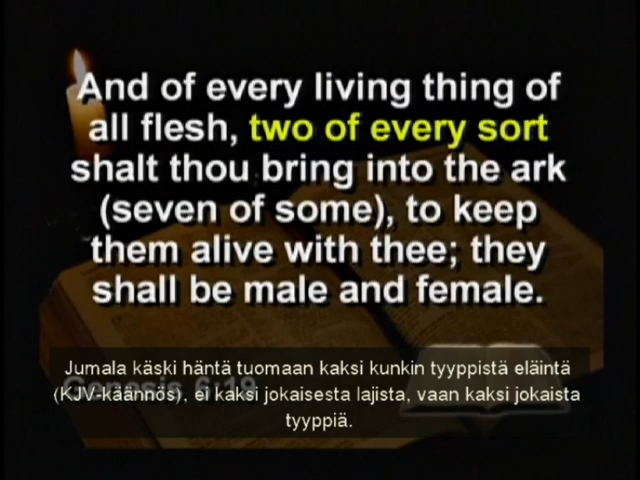 And of every living thing of
all flesh, two of every sort
shalt thou bring into the ark
(seven of some), to keep
them alive with thee; they
shall be male and female.
Genesis 6:19
Jumala käski häntä tuomaan kaksi kunkin tyyppistä eläintä
(KJV-käännös), ei kaksi jokaisesta lajista, vaan kaksi jokaista
tyyppiä.